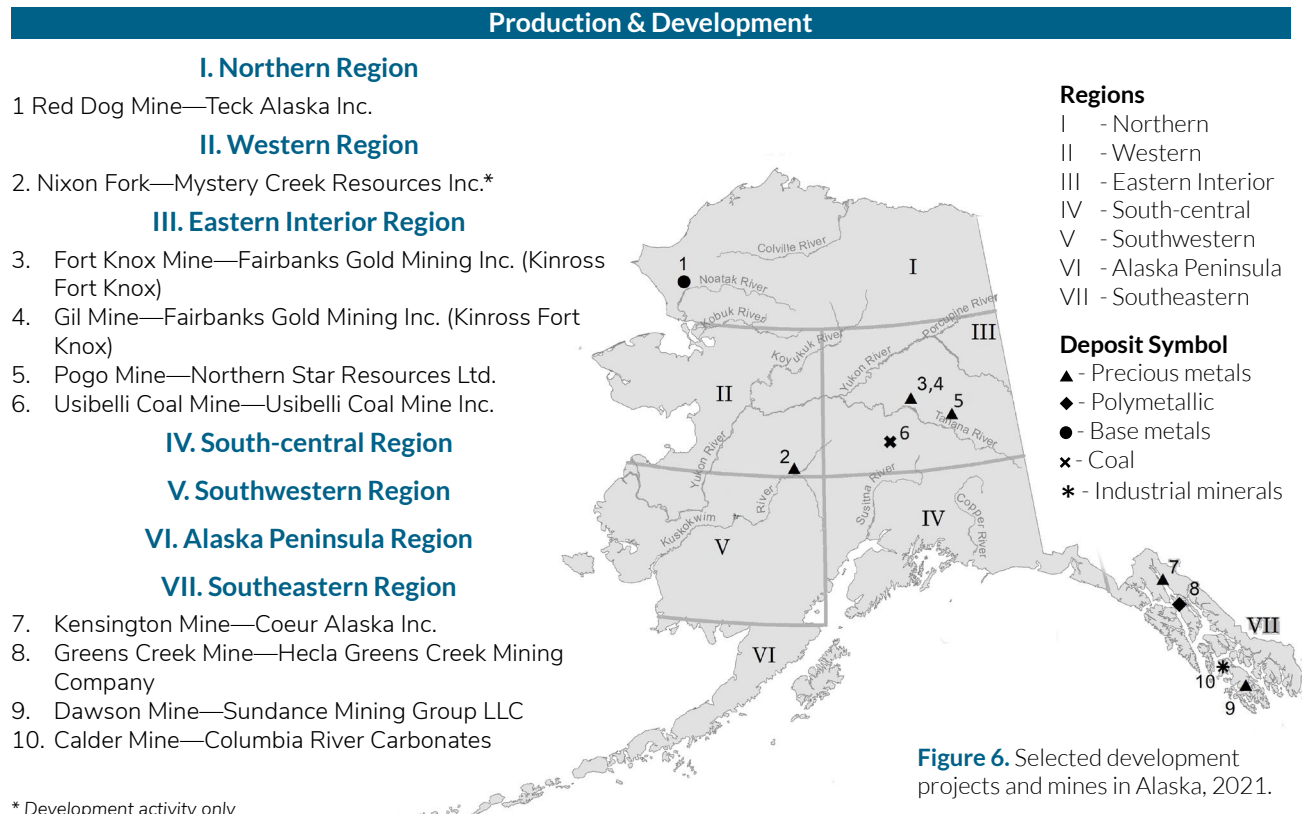 Production & Development
I. Northern Region
1 Red Dog Mine—Teck Alaska Inc.
II. Western Region
2. Nixon Fork—Mystery Creek Resources Inc.*
III. Eastern Interior Region
3. Fort Knox Mine—Fairbanks Gold Mining Inc. (Kinross
Fort Knox)
4. Gil Mine—Fairbanks Gold Mining Inc. (Kinross Fort
Knox)
5. Pogo Mine—Northern Star Resources Ltd.
6. Usibelli Coal Mine—Usibelli Coal Mine Inc.
IV. South-central Region
V. Southwestern Region
VI. Alaska Peninsula Region
VII. Southeastern Region
7. Kensington Mine—Coeur Alaska Inc.
8. Greens Creek Mine—Hecla Greens Creek Mining
Company
9. Dawson Mine—Sundance Mining Group LLC
10. Calder Mine—Columbia River Carbonates
* Development activity only
Colville River
1
Noatak River
I
Kobuk River
Porcupine River
III
Koyukuk River
Yukon River
II
3,4
5
Tanana River
6
Yukon River
2
River
Kuskokwim
Susitna River
Copper River
IV
V
VI
7
8
VII
10
9
Regions
I - Northern
II - Western
III - Eastern Interior
IV - South-central
V - Southwestern
VI - Alaska Peninsula
VII - Southeastern
Deposit Symbol
▲ - Precious metals
◆ - Polymetallic
● - Base metals
✖ - Coal
* - Industrial minerals
Figure 6. Selected development
projects and mines in Alaska, 2021.